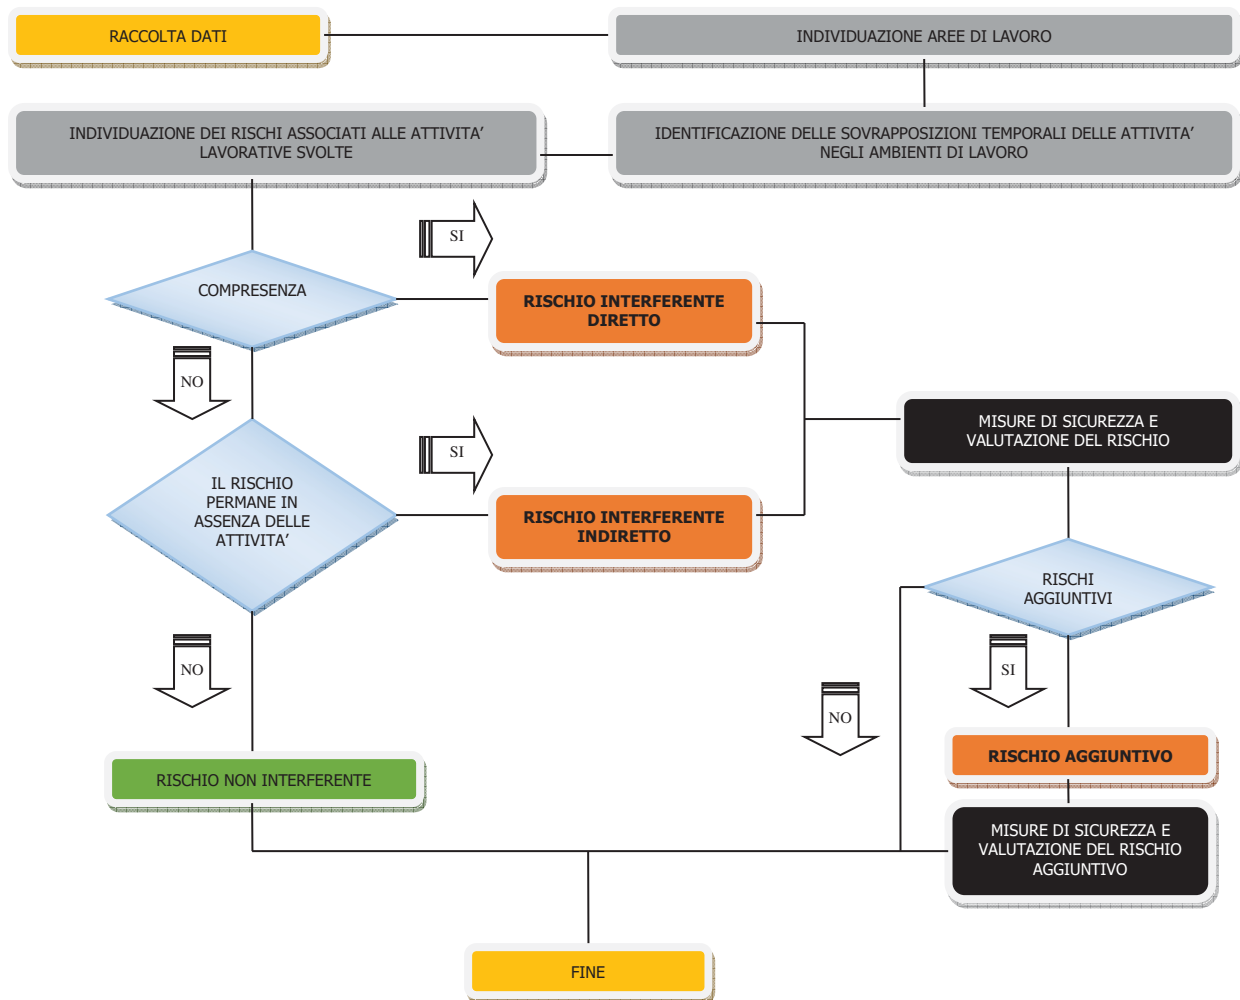 RACCOLTA DATI
INDIVIDUAZIONE AREE DI LAVORO
INDIVIDUAZIONE DEI RISCHI ASSOCIATI ALLE ATTIVITA’
LAVORATIVE SVOLTE
IDENTIFICAZIONE DELLE SOVRAPPOSIZIONI TEMPORALI DELLE ATTIVITA’
NEGLI AMBIENTI DI LAVORO
SI
COMPRESENZA
RISCHIO INTERFERENTE
DIRETTO
NO
MISURE DI SICUREZZA E
VALUTAZIONE DEL RISCHIO
SI
IL RISCHIO
PERMANE IN
ASSENZA DELLE
ATTIVITA’
RISCHIO INTERFERENTE
INDIRETTO
RISCHI
AGGIUNTIVI
NO
SI
NO
RISCHIO AGGIUNTIVO
RISCHIO NON INTERFERENTE
MISURE DI SICUREZZA E
VALUTAZIONE DEL RISCHIO
AGGIUNTIVO
FINE